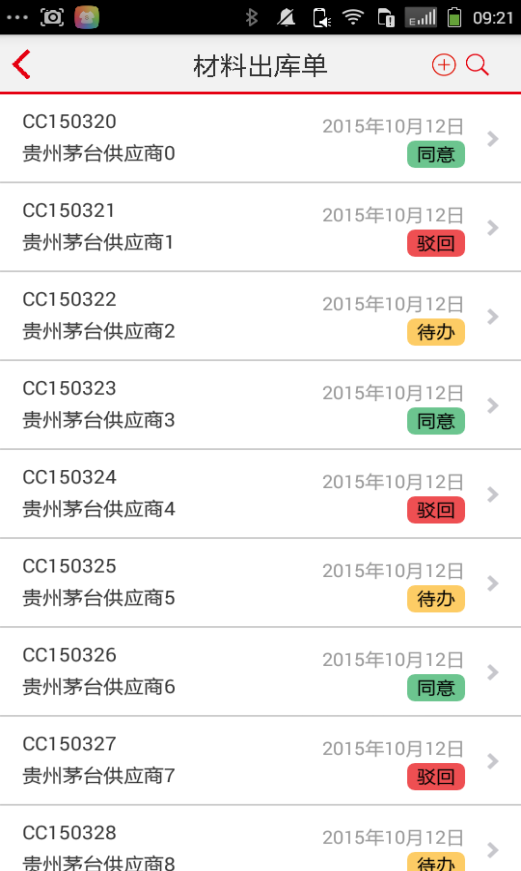 09:21
材料出库单
CC150320
2015年10月12日
贵州茅台供应商0
同意
CC150321
2015年10月12日
贵州茅台供应商1
驳回
CC150322
2015年10月12日
贵州茅台供应商2
待办
CC150323
2015年10月12日
贵州茅台供应商3
同意
CC150324
2015年10月12日
贵州茅台供应商4
驳回
CC150325
2015年10月12日
贵州茅台供应商5
待办
CC150326
2015年10月12日
贵州茅台供应商6
同意
CC150327
2015年10月12日
贵州茅台供应商7
驳回
CC150328
2015年10月12日
贵州茅台供应商8
待办